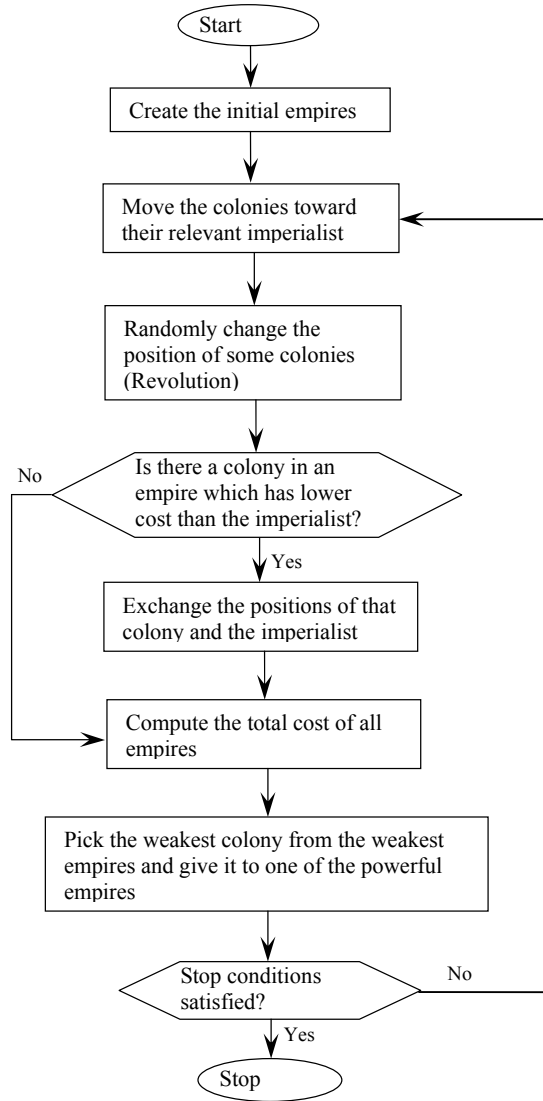 Start
Create the initial empires
Move the colonies toward
their relevant imperialist
Randomly change the
position of some colonies
(Revolution)
No
Is there a colony in an
empire which has lower
cost than the imperialist?
Yes
Exchange the positions of that
colony and the imperialist
Compute the total cost of all
empires
Pick the weakest colony from the weakest
empires and give it to one of the powerful
empires
Stop conditions
satisfied?
No
Yes
Stop